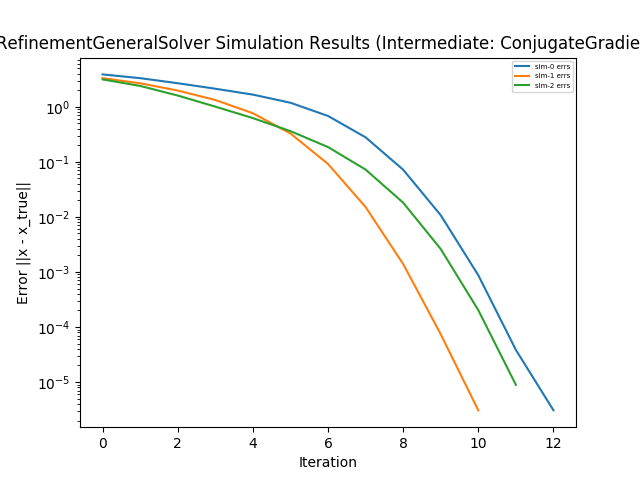 RefinementGeneralSolver Simulation Results (Intermediate: ConjugateGradie
sim-0 errs
sim-1 errs
sim-2 errs
Error ||x - x_true||
10⁰
10⁻¹
10⁻²
10⁻³
10⁻⁴
10⁻⁵
0 2 4 6 8 10 12
Iteration